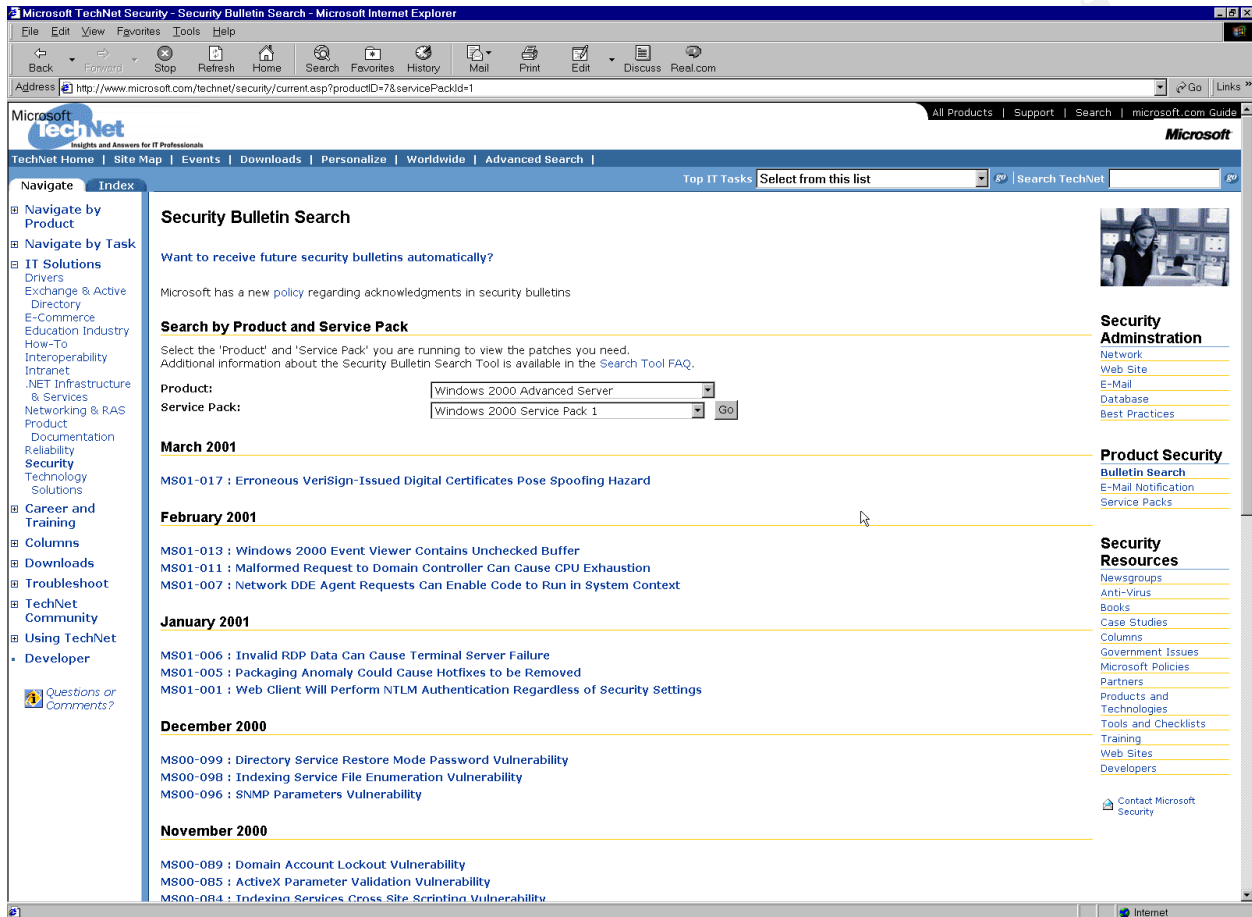 Microsoft TechNet Security - Security Bulletin Search - Microsoft Internet Explorer
File Edit View Favorites Tools Help
Back Forward Stop Refresh Home Search Favorites History Mail Print Edit Discuss Real.com
Address http://www.microsoft.com/technet/security/current.asp?productID=7&servicePackId=1 Go Links »
Microsoft TechNet
Insights and Answers for IT Professionals
All Products | Support | Search | microsoft.com Guide
Microsoft
TechNet Home | Site Map | Events | Downloads | Personalize | Worldwide | Advanced Search |
Navigate Index
Top IT Tasks Select from this list go | Search TechNet go
Navigate by Product
Navigate by Task
IT Solutions
Drivers
Exchange & Active Directory
E-Commerce
Education Industry
How-To
Interoperability
Intranet
.NET Infrastructure & Services
Networking & RAS
Product Documentation
Reliability
Security
Technology Solutions
Career and Training
Columns
Downloads
Troubleshoot
TechNet Community
Using TechNet
Developer
Questions or Comments?
Security Bulletin Search
Want to receive future security bulletins automatically?
Microsoft has a new policy regarding acknowledgments in security bulletins
Search by Product and Service Pack
Select the 'Product' and 'Service Pack' you are running to view the patches you need.
Additional information about the Security Bulletin Search Tool is available in the Search Tool FAQ.
Product: Windows 2000 Advanced Server
Service Pack: Windows 2000 Service Pack 1 Go
March 2001
MS01-017 : Erroneous VeriSign-Issued Digital Certificates Pose Spoofing Hazard
February 2001
MS01-013 : Windows 2000 Event Viewer Contains Unchecked Buffer
MS01-011 : Malformed Request to Domain Controller Can Cause CPU Exhaustion
MS01-007 : Network DDE Agent Requests Can Enable Code to Run in System Context
January 2001
MS01-006 : Invalid RDP Data Can Cause Terminal Server Failure
MS01-005 : Packaging Anomaly Could Cause Hotfixes to be Removed
MS01-001 : Web Client Will Perform NTLM Authentication Regardless of Security Settings
December 2000
MS00-099 : Directory Service Restore Mode Password Vulnerability
MS00-098 : Indexing Service File Enumeration Vulnerability
MS00-096 : SNMP Parameters Vulnerability
November 2000
MS00-089 : Domain Account Lockout Vulnerability
MS00-085 : ActiveX Parameter Validation Vulnerability
MS00-084 : Indexing Services Cross Site Scripting Vulnerability
Security Adminstration
Network
Web Site
E-Mail
Database
Best Practices
Product Security
Bulletin Search
E-Mail Notification
Service Packs
Security Resources
Newsgroups
Anti-Virus
Books
Case Studies
Columns
Government Issues
Microsoft Policies
Partners
Products and Technologies
Tools and Checklists
Training
Web Sites
Developers
Contact Microsoft Security
Internet